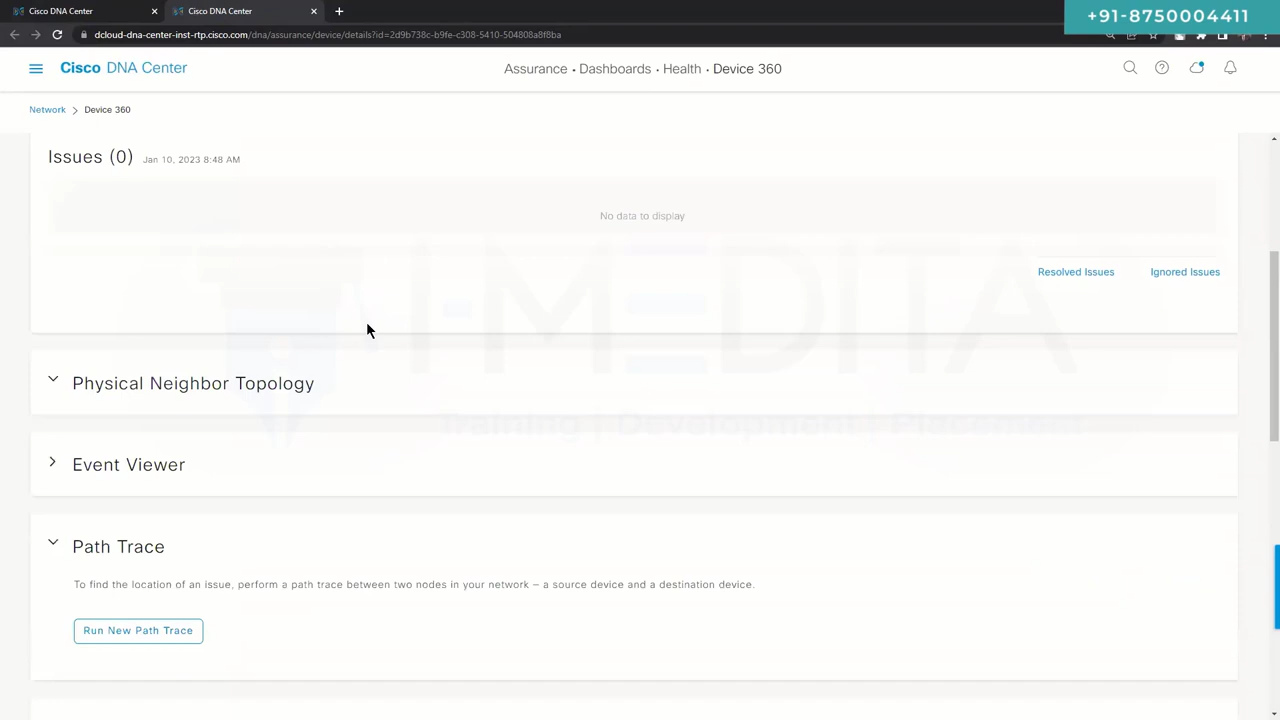 Cisco DNA Center
Cisco DNA Center
+91-8750004411
dcloud-dna-center-inst-rtp.cisco.com/dna/assurance/device/details?id=2d9b738c-b9fe-c308-5410-504808a8f8ba
Cisco DNA Center
Assurance • Dashboards • Health • Device 360
Network > Device 360
Issues (0) Jan 10, 2023 8:48 AM
No data to display
Resolved Issues Ignored Issues
I-MEDITA
Physical Neighbor Topology
Training | Development | Placement
Event Viewer
Path Trace
To find the location of an issue, perform a path trace between two nodes in your network – a source device and a destination device.
Run New Path Trace